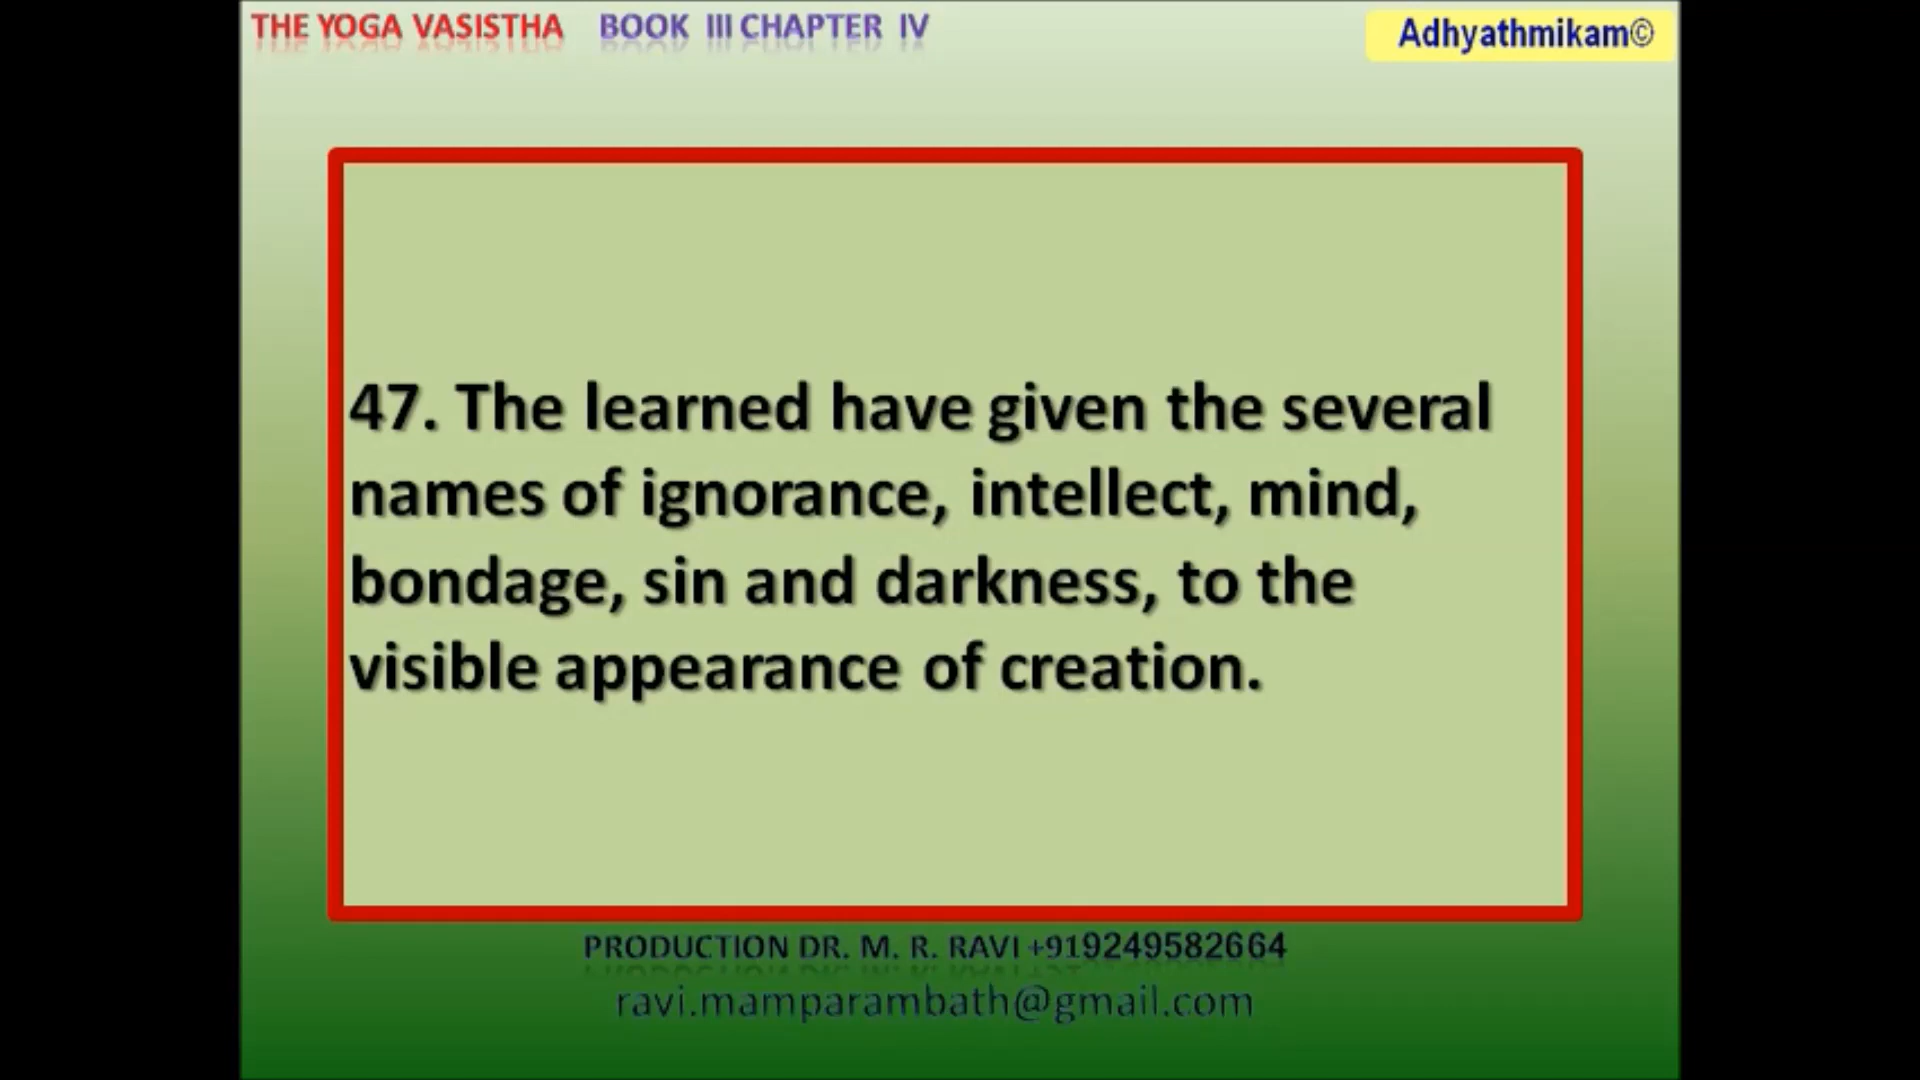 THE YOGA VASISTHA BOOK III CHAPTER IV
Adhyathmikam©
47. The learned have given the several
names of ignorance, intellect, mind,
bondage, sin and darkness, to the
visible appearance of creation.
PRODUCTION DR. M. R. RAVI +919249582664
ravi.mamparambath@gmail.com